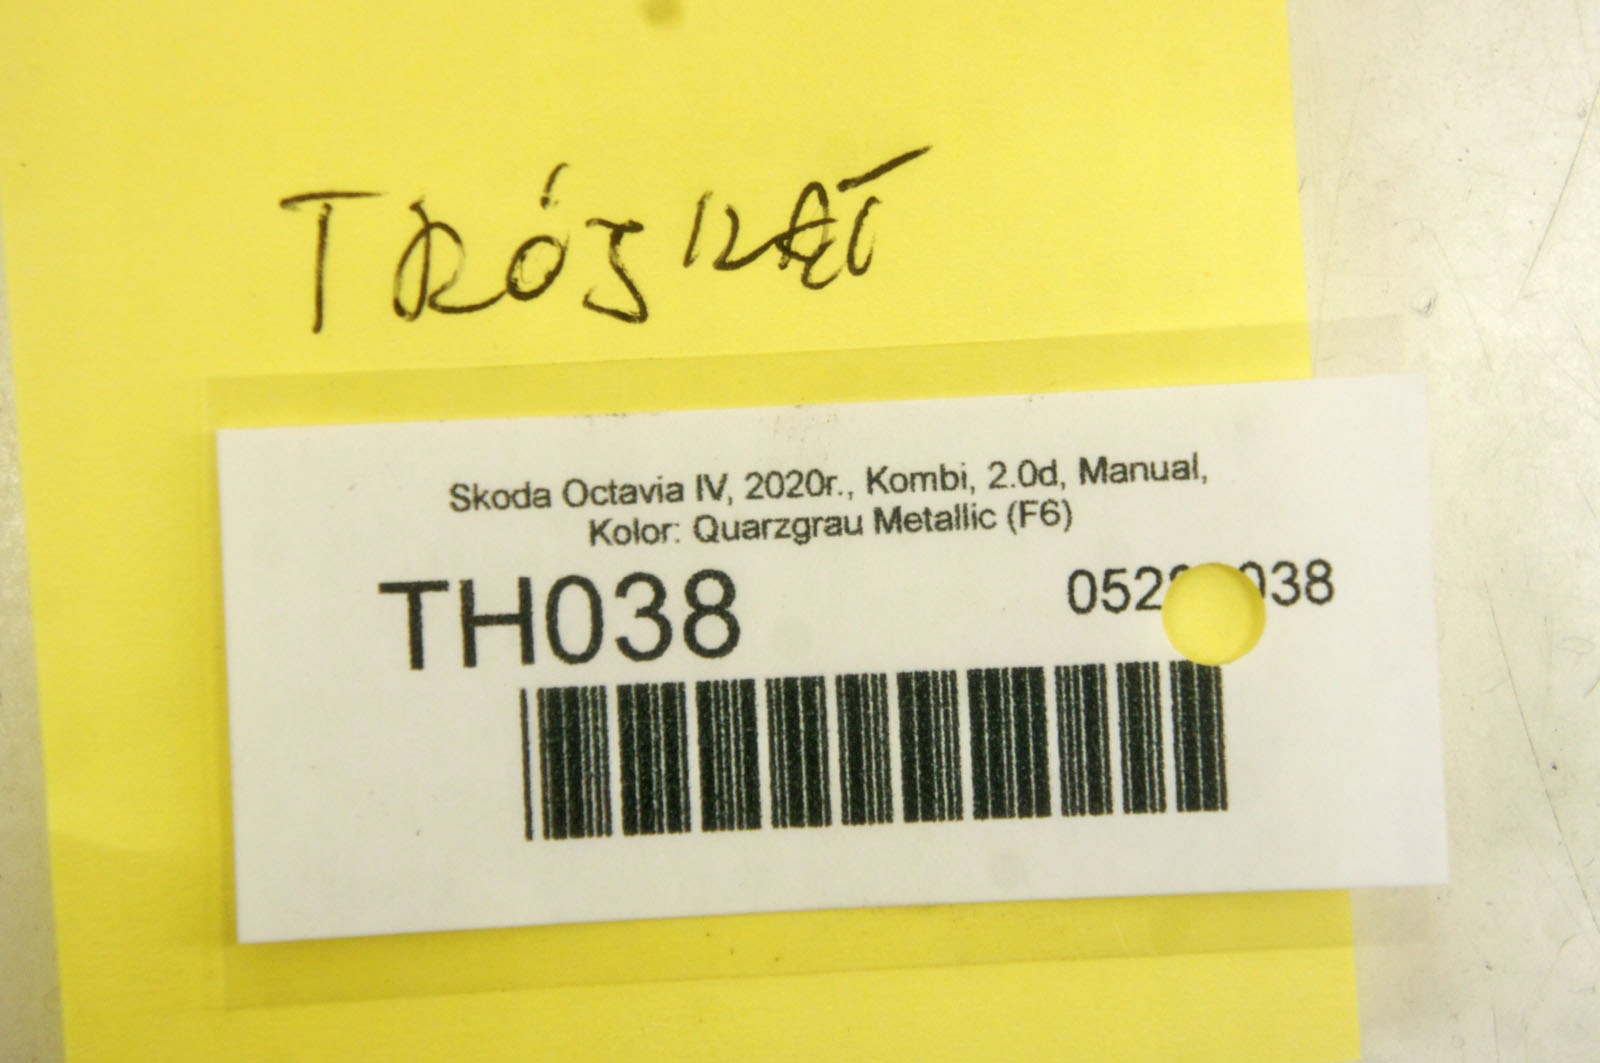 TRÓJKĄT
Skoda Octavia IV, 2020r., Kombi, 2.0d, Manual,
Kolor: Quarzgrau Metallic (F6)
TH038